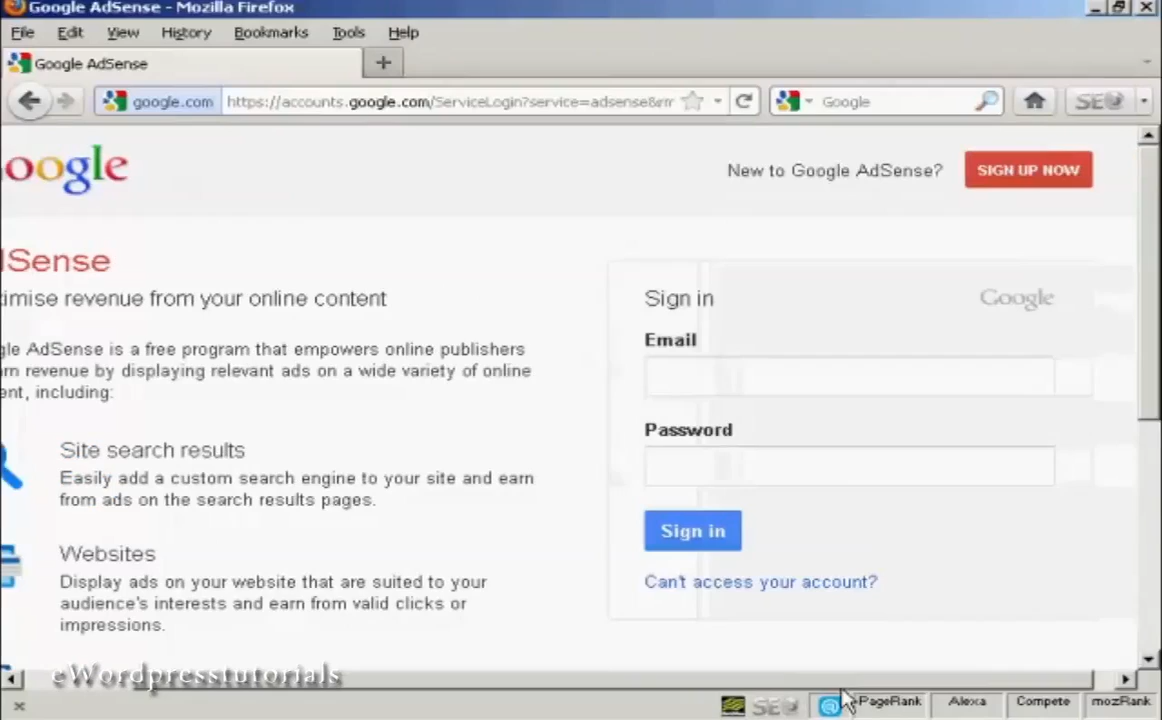 Google AdSense - Mozilla Firefox
File Edit View History Bookmarks Tools Help
Google AdSense
google.com https://accounts.google.com/ServiceLogin?service=adsense&rm Google SE
oogle New to Google AdSense? SIGN UP NOW
dSense
imise revenue from your online content
Sign in Google
Email
gle AdSense is a free program that empowers online publishers
rn revenue by displaying relevant ads on a wide variety of online
ent, including:
Password
Site search results
Easily add a custom search engine to your site and earn
from ads on the search results pages.
Sign in
Websites
Display ads on your website that are suited to your
audience's interests and earn from valid clicks or
impressions.
Can't access your account?
eWordpresstutorials
SE PageRank Alexa Compete mozRank